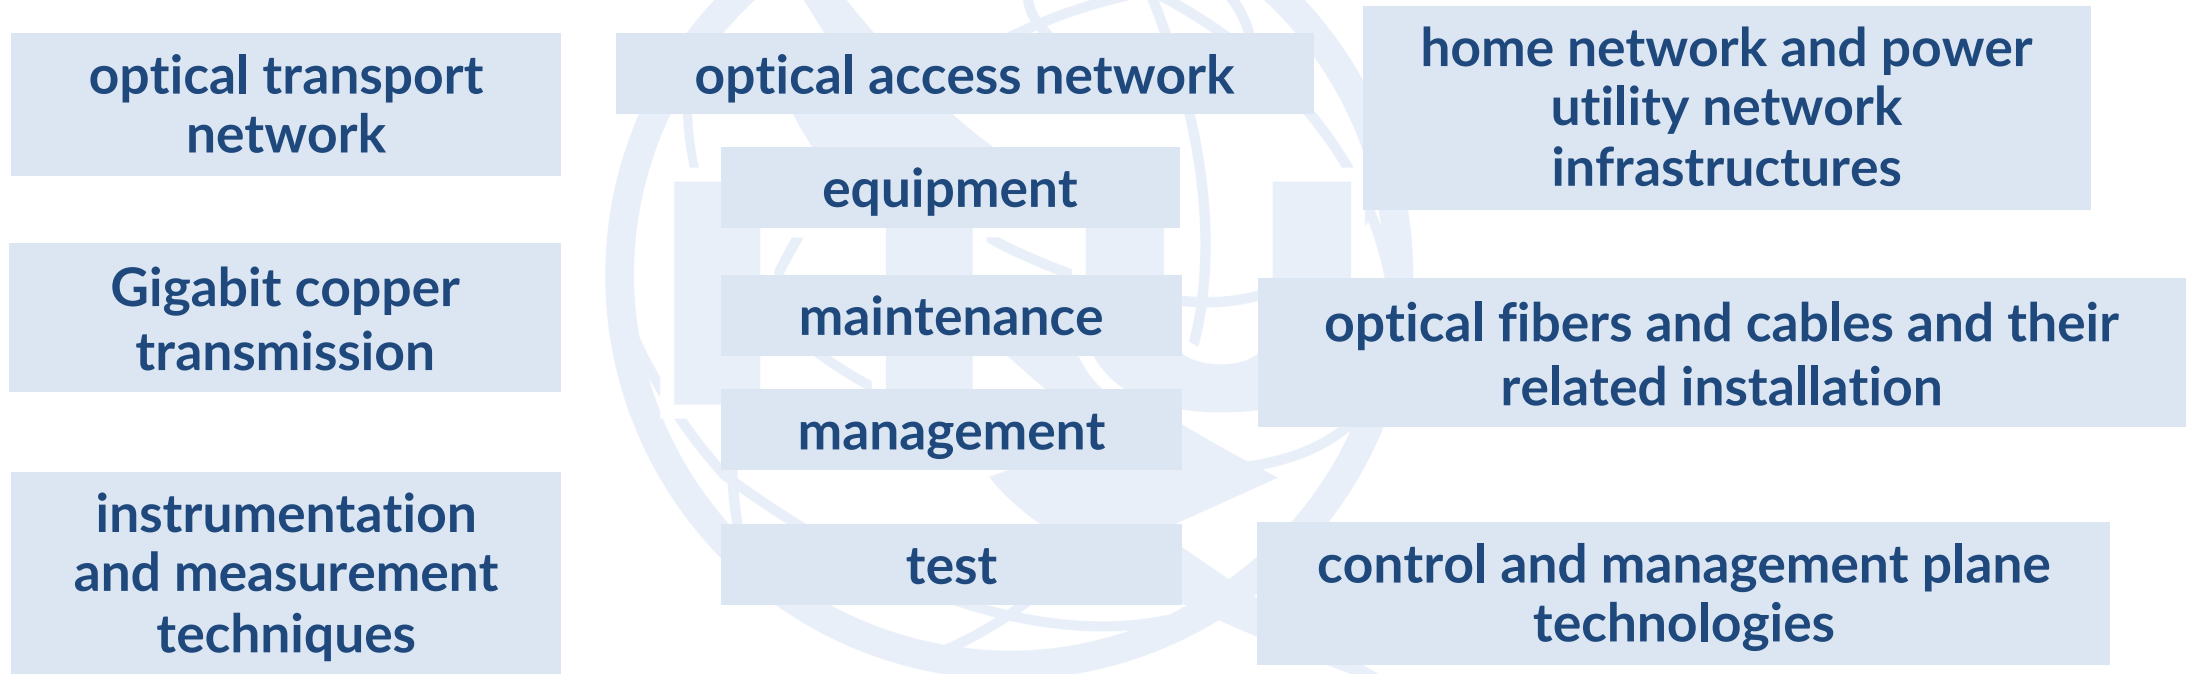 optical transport
network
Gigabit copper
transmission
instrumentation
and measurement
techniques
optical access network
equipment
maintenance
management
test
home network and power
utility network
infrastructures
optical fibers and cables and their
related installation
control and management plane
technologies
ITU